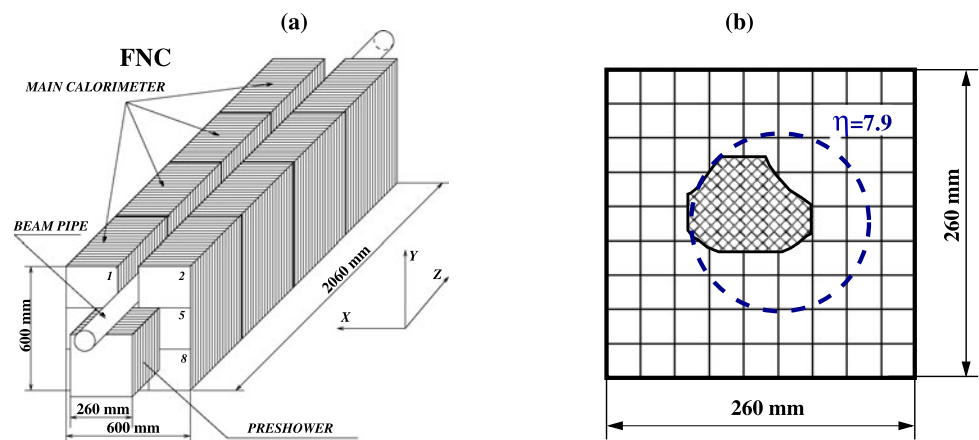 (a)
(b)
FNC
MAIN CALORIMETER
η=7.9
BEAM PIPE
1
2
5
8
600 mm
2060 mm
Y
Z
X
260 mm
260 mm
600 mm
PRESHOWER
260 mm